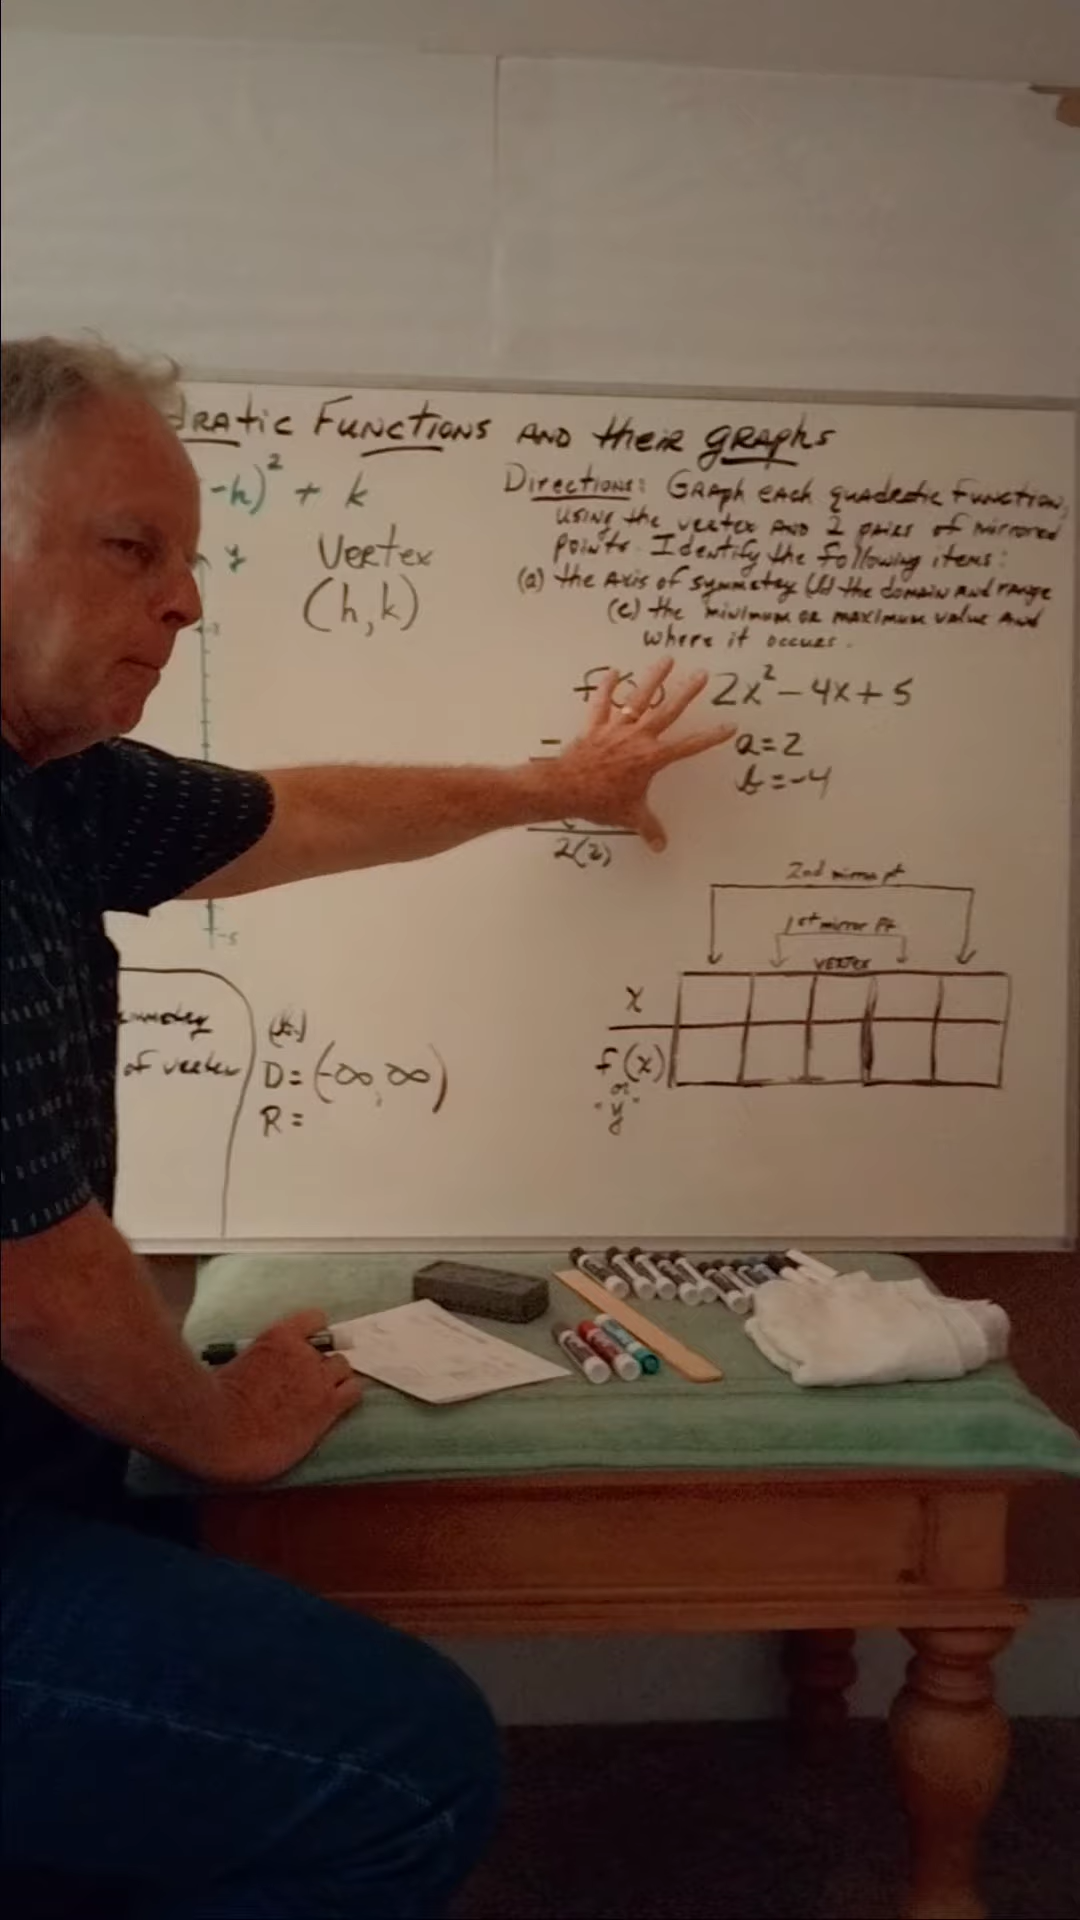 dratic Functions and their graphs
-h)² + k
y
Vertex
(h,k)
Directions: Graph each quadratic function,
using the vertex and 2 pairs of mirrored
points. Identify the following items:
(a) the axis of symmetry (b) the domain and range
(c) the minimum or maximum value and
where it occurs.
f( 2x² - 4x + 5
a = 2
b = -4
2(2)
-5
2nd mirror pt
1st mirror Pt
vertex
x
f(x)
or
"y"
mmetry
of vertex
(b.)
D = (-∞, ∞)
R =